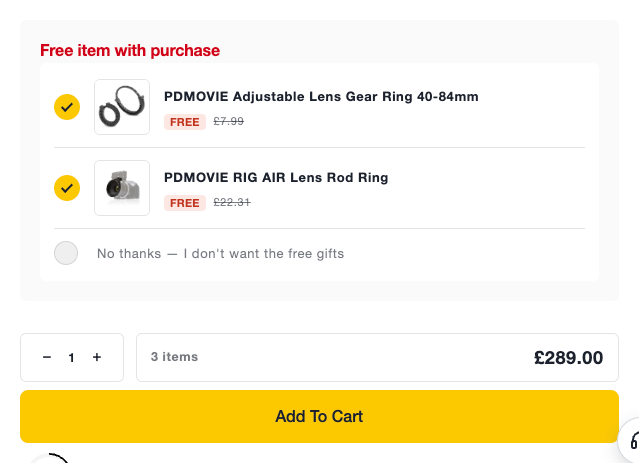 Free item with purchase
PDMOVIE Adjustable Lens Gear Ring 40-84mm
FREE £7.99
PDMOVIE RIG AIR Lens Rod Ring
FREE £22.31
No thanks — I don't want the free gifts
− 1 + 3 items £289.00
Add To Cart